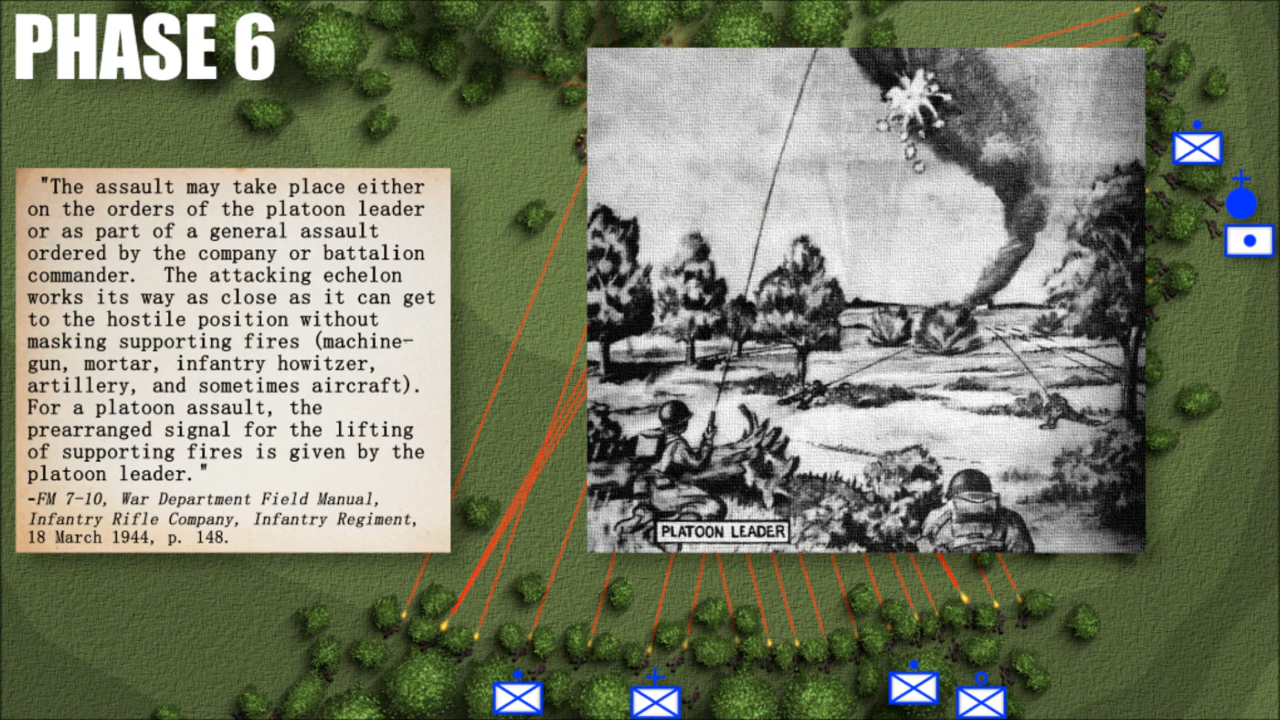 PHASE 6
"The assault may take place either
on the orders of the platoon leader
or as part of a general assault
ordered by the company or battalion
commander. The attacking echelon
works its way as close as it can get
to the hostile position without
masking supporting fires (machine-
gun, mortar, infantry howitzer,
artillery, and sometimes aircraft).
For a platoon assault, the
prearranged signal for the lifting
of supporting fires is given by the
platoon leader."
-FM 7-10, War Department Field Manual,
Infantry Rifle Company, Infantry Regiment,
18 March 1944, p. 148.
PLATOON LEADER